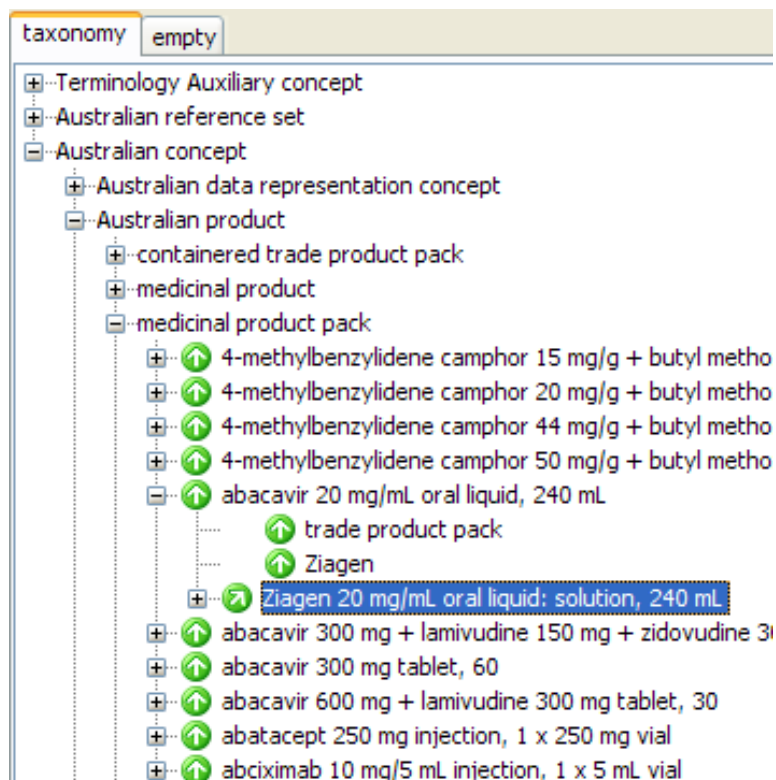 taxonomy empty
Terminology Auxiliary concept
Australian reference set
Australian concept
Australian data representation concept
Australian product
containered trade product pack
medicinal product
medicinal product pack
4-methylbenzylidene camphor 15 mg/g + butyl metho
4-methylbenzylidene camphor 20 mg/g + butyl metho
4-methylbenzylidene camphor 44 mg/g + butyl metho
4-methylbenzylidene camphor 50 mg/g + butyl metho
abacavir 20 mg/mL oral liquid, 240 mL
trade product pack
Ziagen
Ziagen 20 mg/mL oral liquid: solution, 240 mL
abacavir 300 mg + lamivudine 150 mg + zidovudine
abacavir 300 mg tablet, 60
abacavir 600 mg + lamivudine 300 mg tablet, 30
abatacept 250 mg injection, 1 x 250 mg vial
abciximab 10 mg/5 mL injection, 1 x 5 mL vial